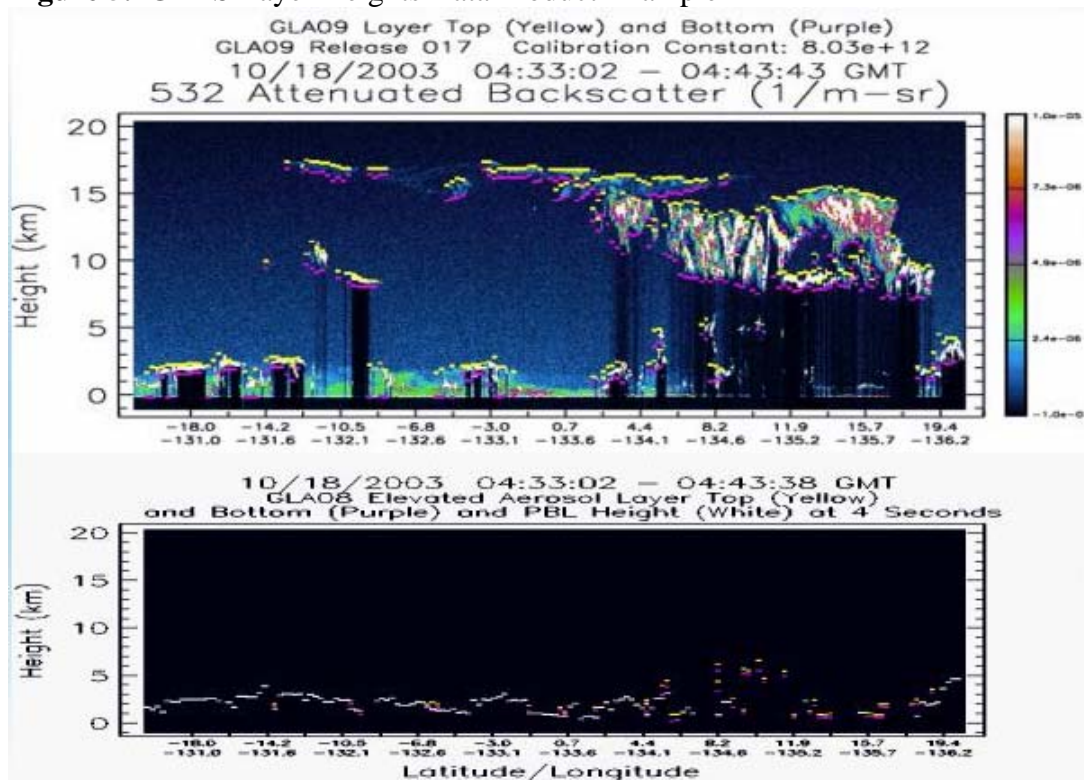 GLA09 Layer Top (Yellow) and Bottom (Purple)
GLA09 Release 017 Calibration Constant: 8.03e+12
10/18/2003 04:33:02 - 04:43:43 GMT
532 Attenuated Backscatter (1/m-sr)
20
15
10
5
0
Height (km)
1.0e-05
7.3e-06
4.9e-06
2.4e-06
-18.0 -14.2 -10.5 -6.8 -3.0 0.7 4.4 8.2 11.9 15.7 19.4
-131.0 -131.6 -132.1 -132.6 -133.1 -133.6 -134.1 -134.6 -135.2 -135.7 -136.2
10/18/2003 04:33:02 - 04:43:38 GMT
GLA08 Elevated Aerosol Layer Top (Yellow)
and Bottom (Purple) and PBL Height (White) at 4 Seconds
20
15
10
5
0
Height (km)
-18.0 -14.2 -10.5 -6.8 -3.0 0.7 4.4 8.2 11.9 15.7 19.4
-131.0 -131.6 -132.1 -132.6 -133.1 -133.6 -134.1 -134.6 -135.2 -135.7 -136.2
Latitude/Longitude